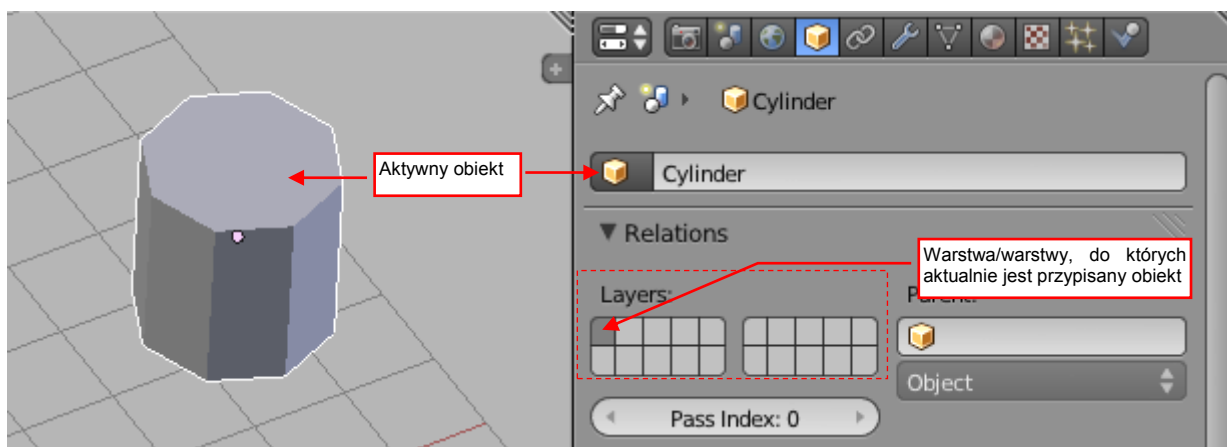 Cylinder
Aktywny obiekt
Cylinder
Relations
Warstwa/warstwy, do których
aktualnie jest przypisany obiekt
Layers:
Parent:
Object
Pass Index: 0